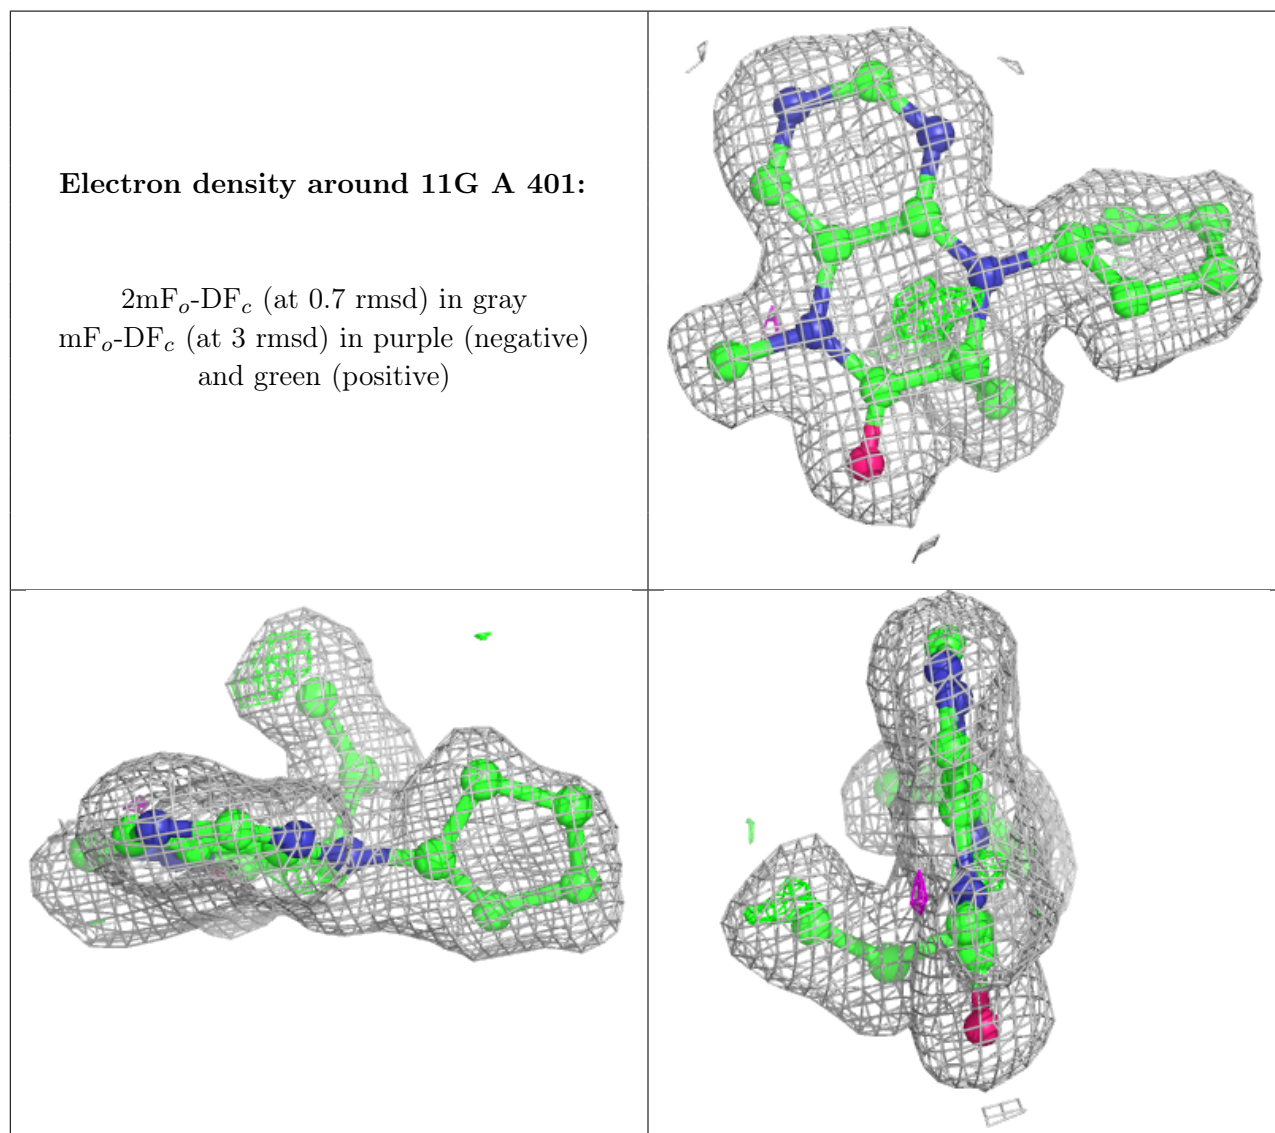 Electron density around 11G A 401:
2mFo-DFc (at 0.7 rmsd) in gray
mFo-DFc (at 3 rmsd) in purple (negative)
and green (positive)